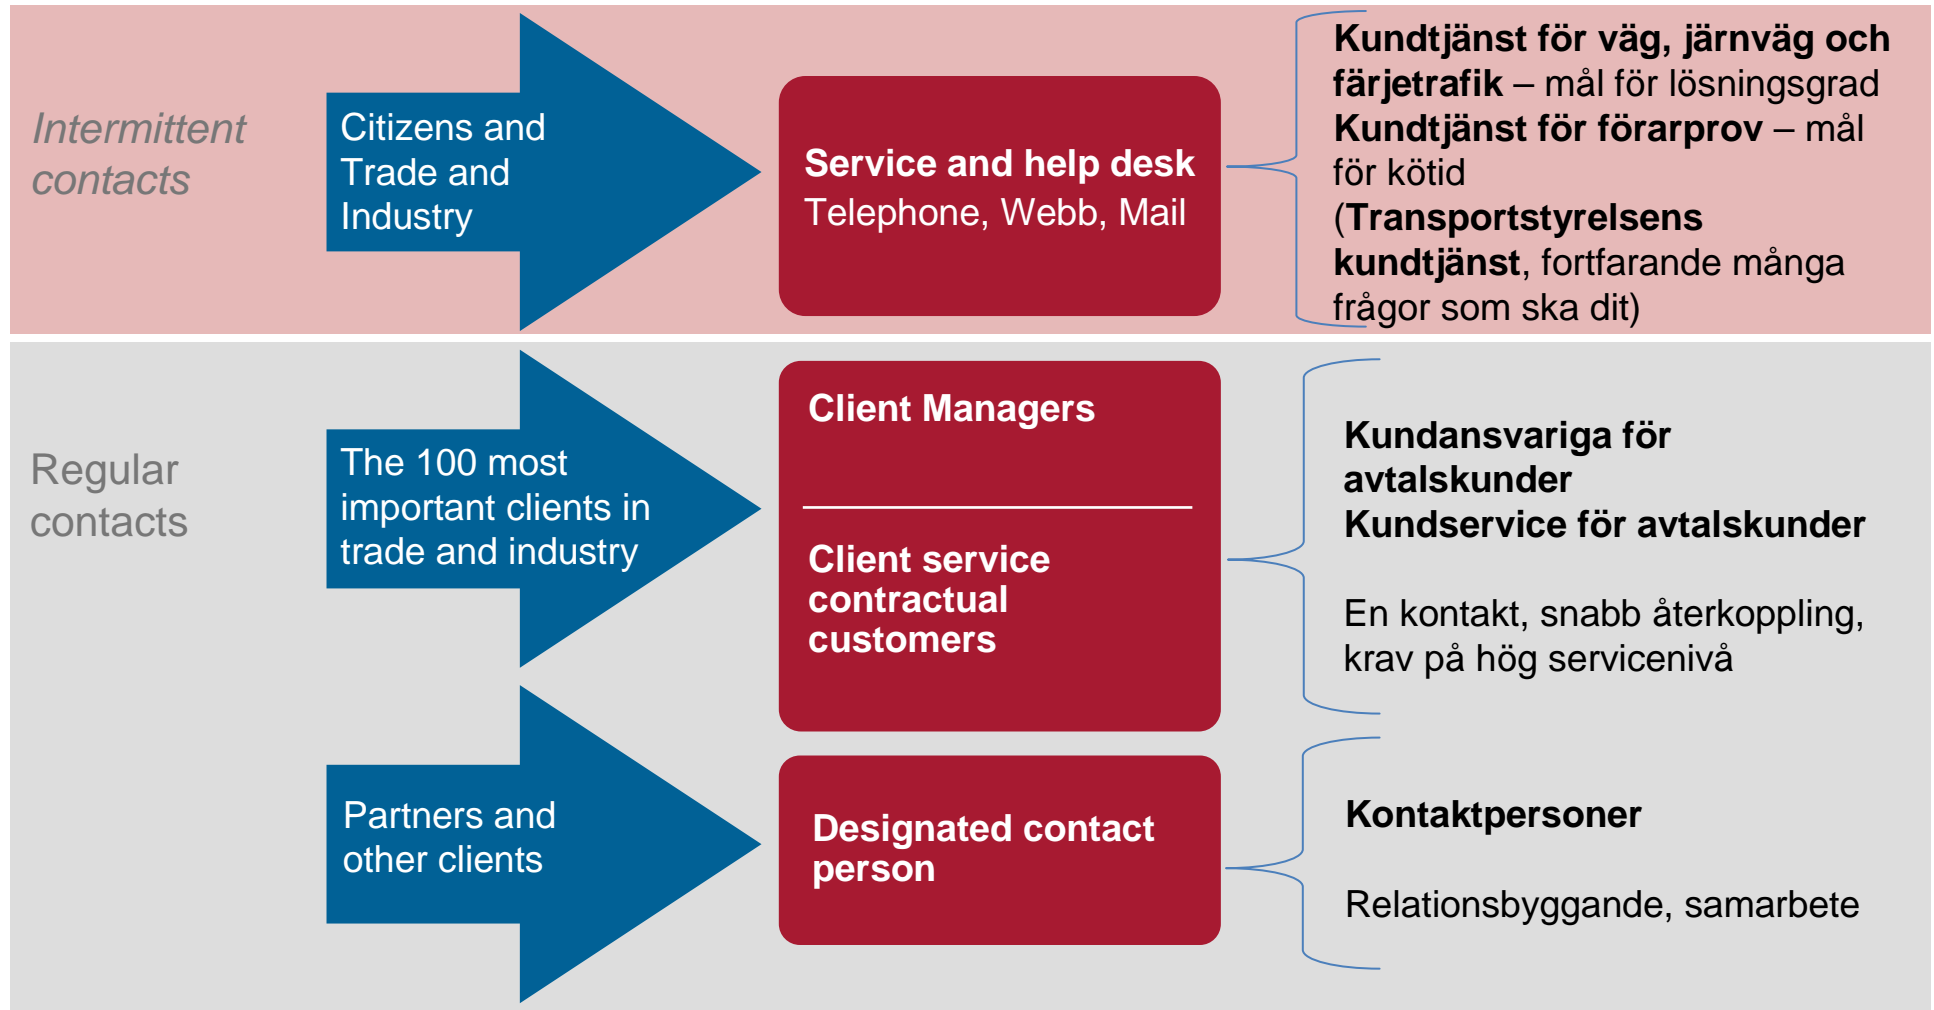 Intermittent
contacts
Citizens and
Trade and
Industry
Service and help desk
Telephone, Webb, Mail
Kundtjänst för väg, järnväg och
färjetrafik – mål för lösningsgrad
Kundtjänst för förarprov – mål
för kötid
(Transportstyrelsens
kundtjänst, fortfarande många
frågor som ska dit)
Regular
contacts
The 100 most
important clients in
trade and industry
Client Managers
Client service
contractual
customers
Kundansvariga för
avtalskunder
Kundservice för avtalskunder
En kontakt, snabb återkoppling,
krav på hög servicenivå
Partners and
other clients
Designated contact
person
Kontaktpersoner
Relationsbyggande, samarbete